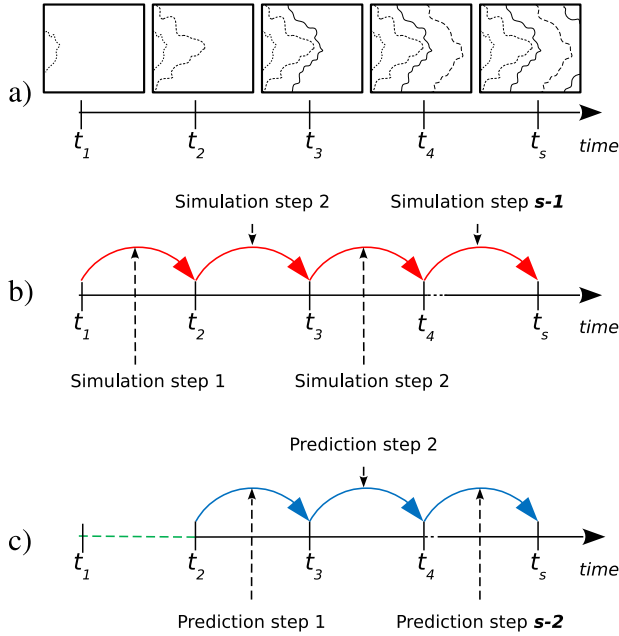 a)
t1 t2 t3 t4 ts time
Simulation step 2 Simulation step s-1
b)
t1 t2 t3 t4 ts time
Simulation step 1 Simulation step 2
Prediction step 2
c)
t1 t2 t3 t4 ts time
Prediction step 1 Prediction step s-2